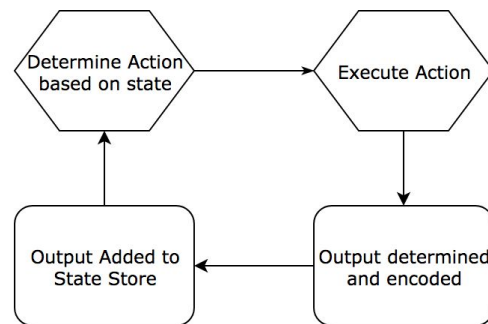 Determine Action
based on state
Execute Action
Output Added to
State Store
Output determined
and encoded